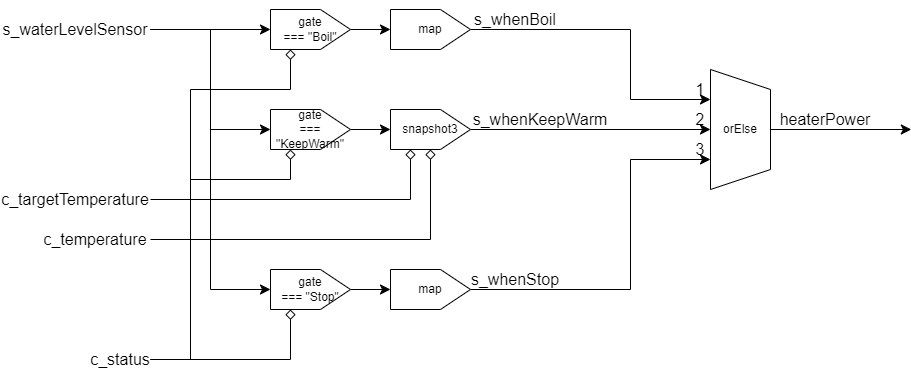 s_waterLevelSensor
gate
=== "Boil"
map
s_whenBoil
gate
===
"KeepWarm"
snapshot3
s_whenKeepWarm
1
2
3
orElse
heaterPower
c_targetTemperature
c_temperature
gate
=== "Stop"
map
s_whenStop
c_status